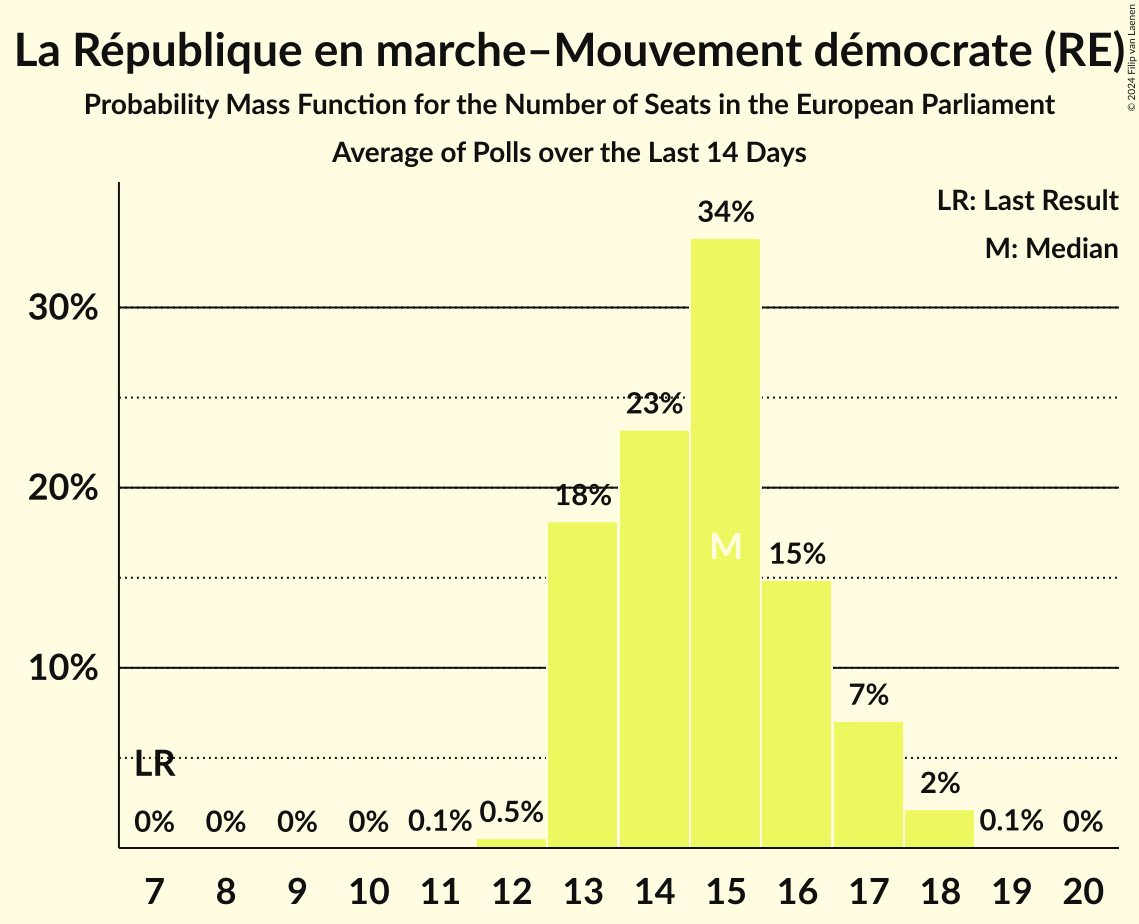 La République en marche–Mouvement démocrate (RE)
Probability Mass Function for the Number of Seats in the European Parliament
Average of Polls over the Last 14 Days
© 2024 Filip van Laenen
LR: Last Result
M: Median
34%
30%
23%
20%
18%
M
15%
10%
7%
LR
2%
0% 0% 0% 0% 0.1% 0.5% 0.1% 0%
7 8 9 10 11 12 13 14 15 16 17 18 19 20